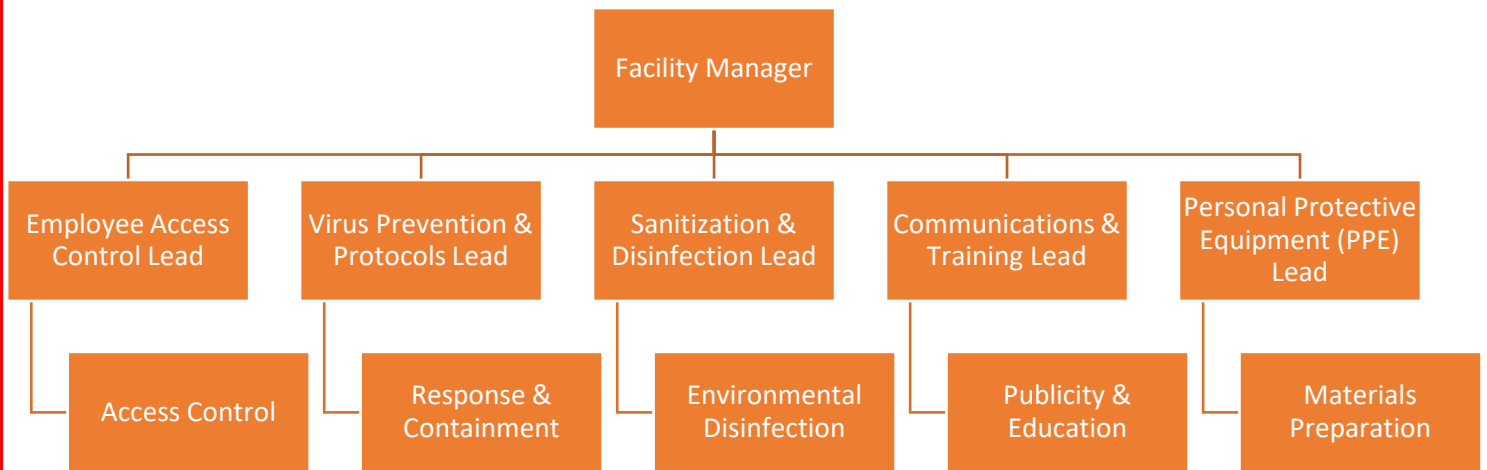 Facility Manager
Employee Access
Control Lead
Virus Prevention &
Protocols Lead
Sanitization &
Disinfection Lead
Communications &
Training Lead
Personal Protective
Equipment (PPE)
Lead
Access Control
Response &
Containment
Environmental
Disinfection
Publicity &
Education
Materials
Preparation